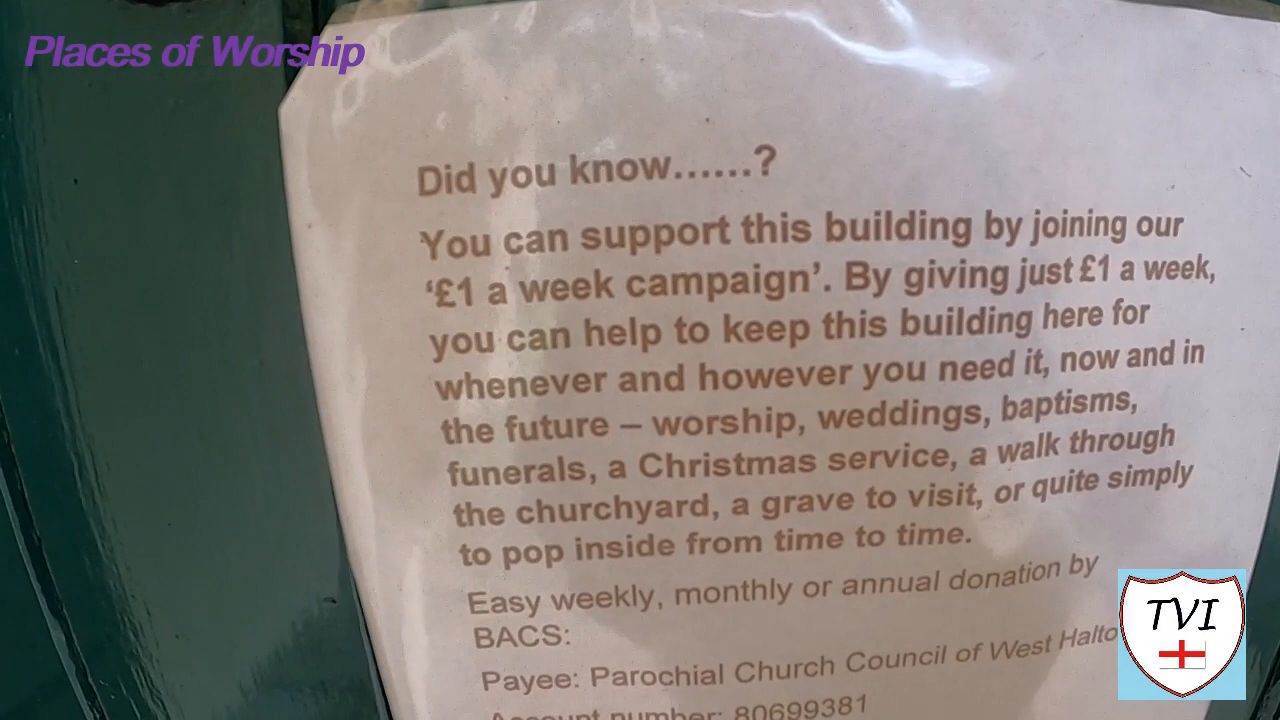 Places of Worship
Did you know......?
You can support this building by joining our
‘£1 a week campaign’. By giving just £1 a week,
you can help to keep this building here for
whenever and however you need it, now and in
the future – worship, weddings, baptisms,
funerals, a Christmas service, a walk through
the churchyard, a grave to visit, or quite simply
to pop inside from time to time.
Easy weekly, monthly or annual donation by
BACS:
Payee: Parochial Church Council of West Halto
Account number: 80699381
TVI